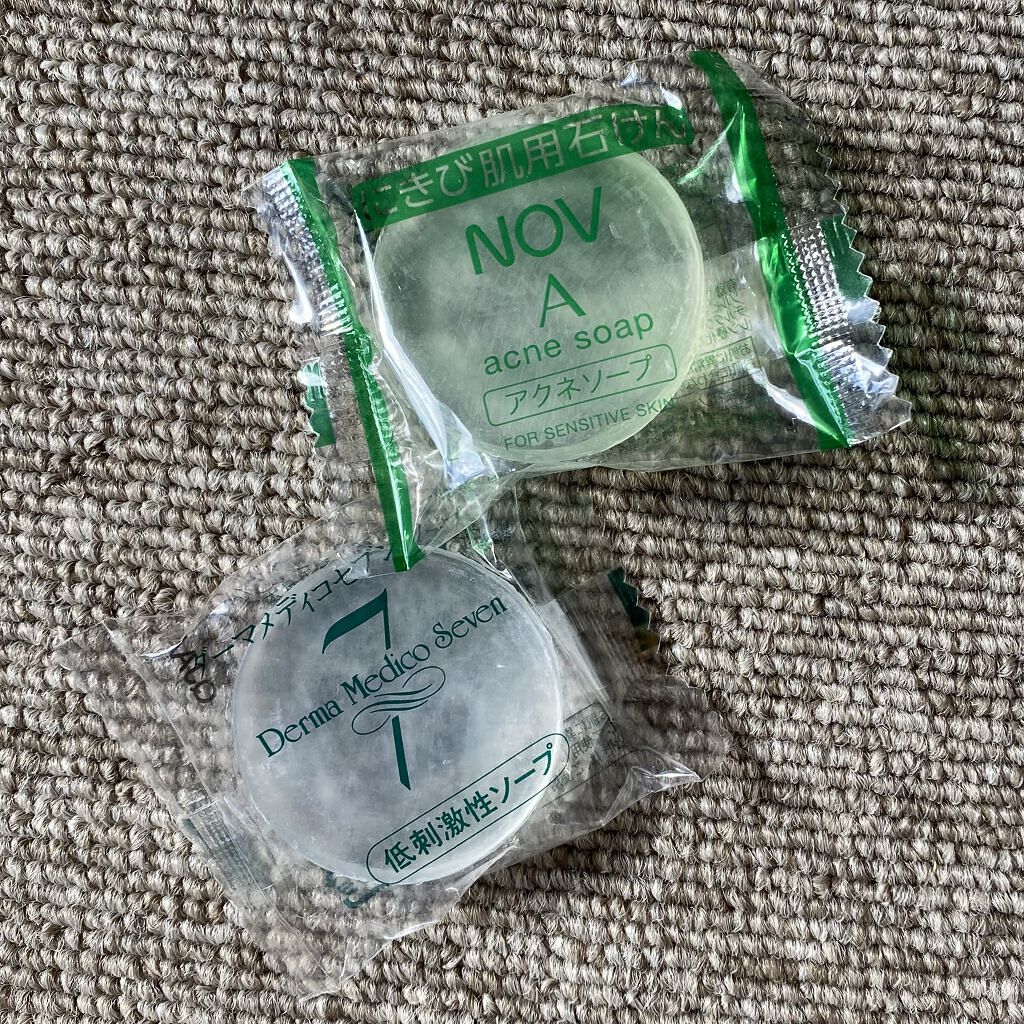 にきび肌用石けん
NOV
A
acne soap
アクネソープ
FOR SENSITIVE SKIN
ダーマメディコセブン
7
Derma Medico Seven
低刺激性ソープ